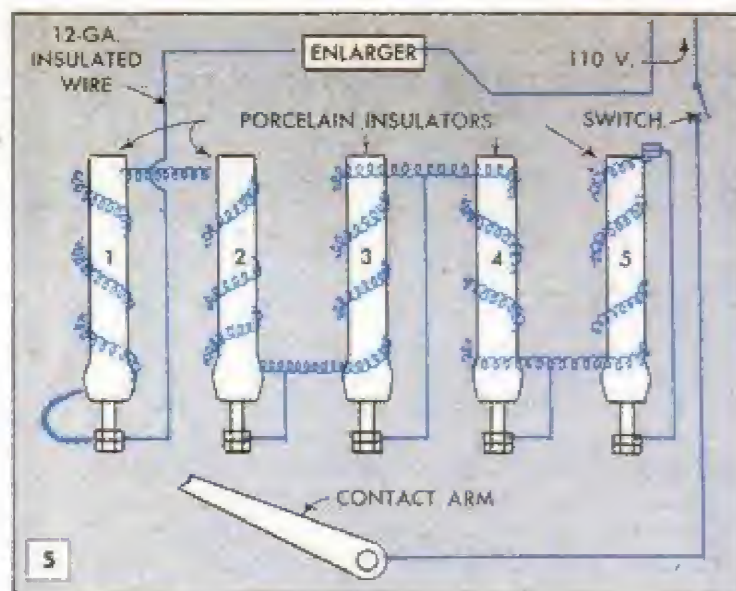 12-GA.
INSULATED
WIRE
ENLARGER
110 V.
PORCELAIN INSULATORS
SWITCH
1
2
3
4
5
CONTACT ARM
5